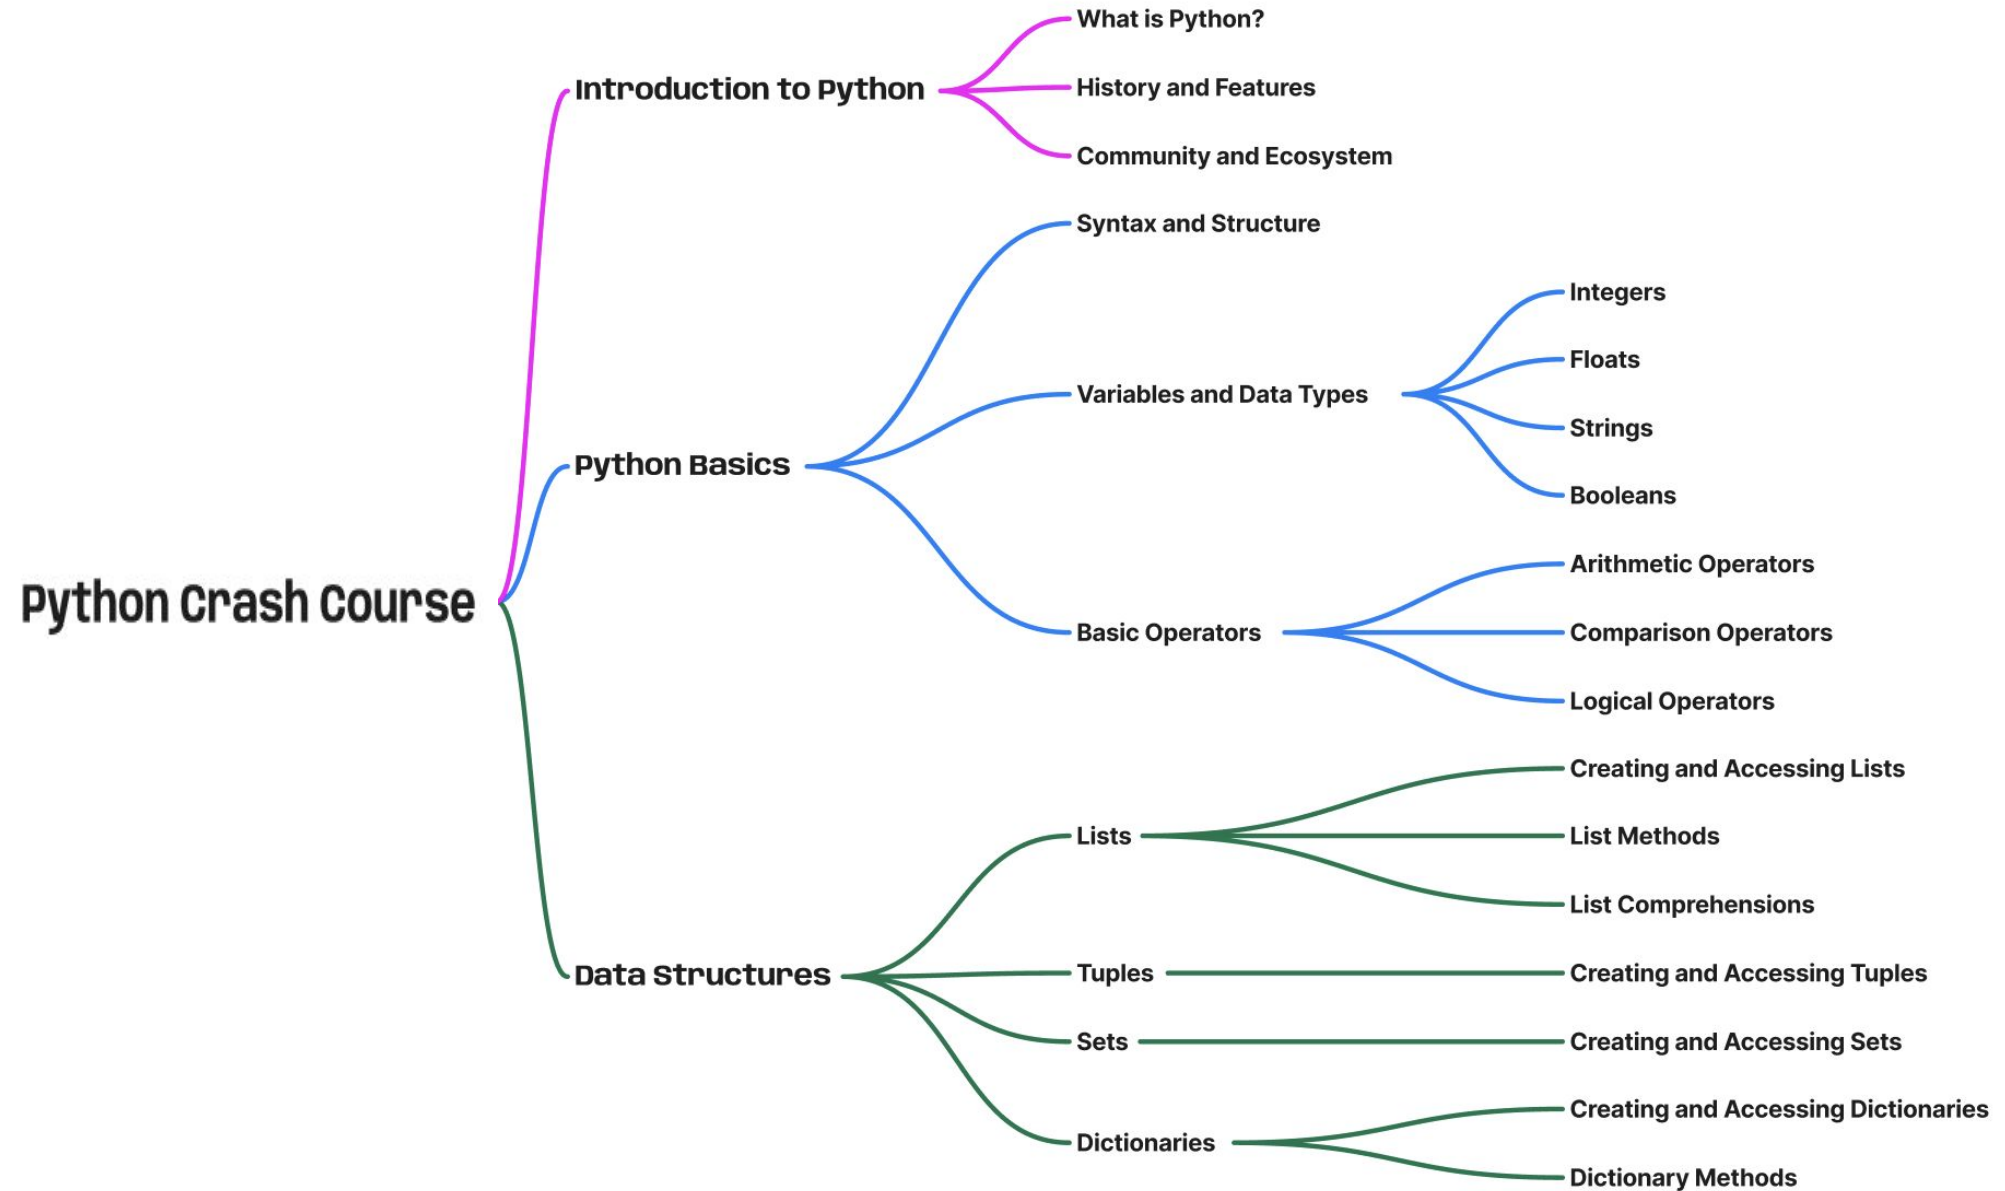 Python Crash Course
Introduction to Python
What is Python?
History and Features
Community and Ecosystem
Python Basics
Syntax and Structure
Variables and Data Types
Integers
Floats
Strings
Booleans
Basic Operators
Arithmetic Operators
Comparison Operators
Logical Operators
Data Structures
Lists
Creating and Accessing Lists
List Methods
List Comprehensions
Tuples
Creating and Accessing Tuples
Sets
Creating and Accessing Sets
Dictionaries
Creating and Accessing Dictionaries
Dictionary Methods